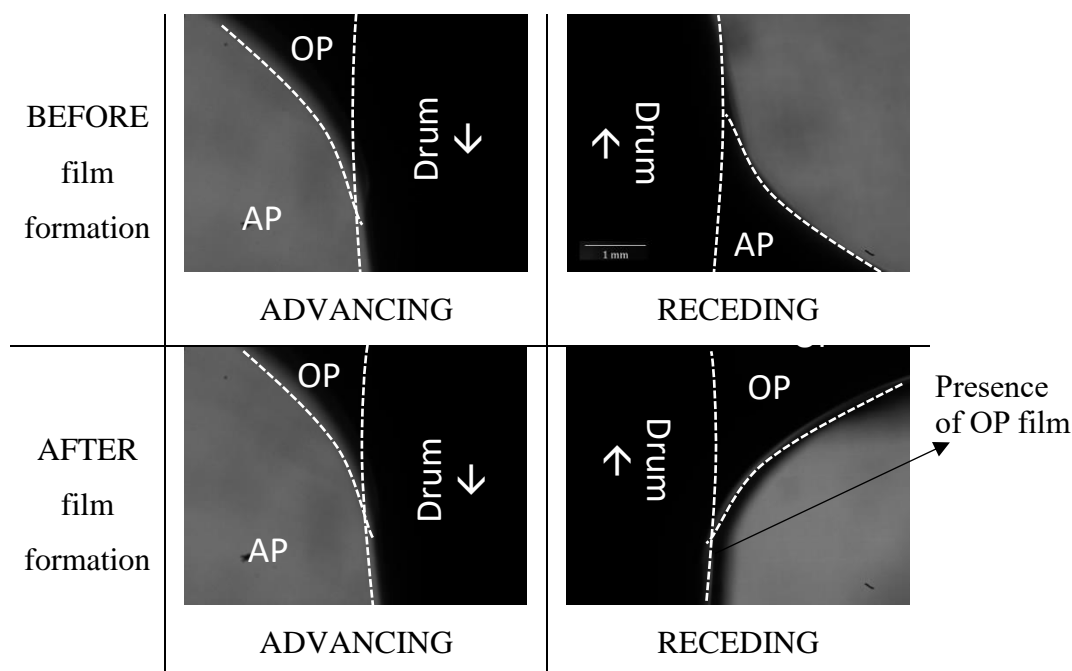 BEFORE
film
formation
OP
Drum
AP
Drum
AP
1 mm
ADVANCING
RECEDING
AFTER
film
formation
OP
Drum
AP
OP
Drum
Presence
of OP film
ADVANCING
RECEDING